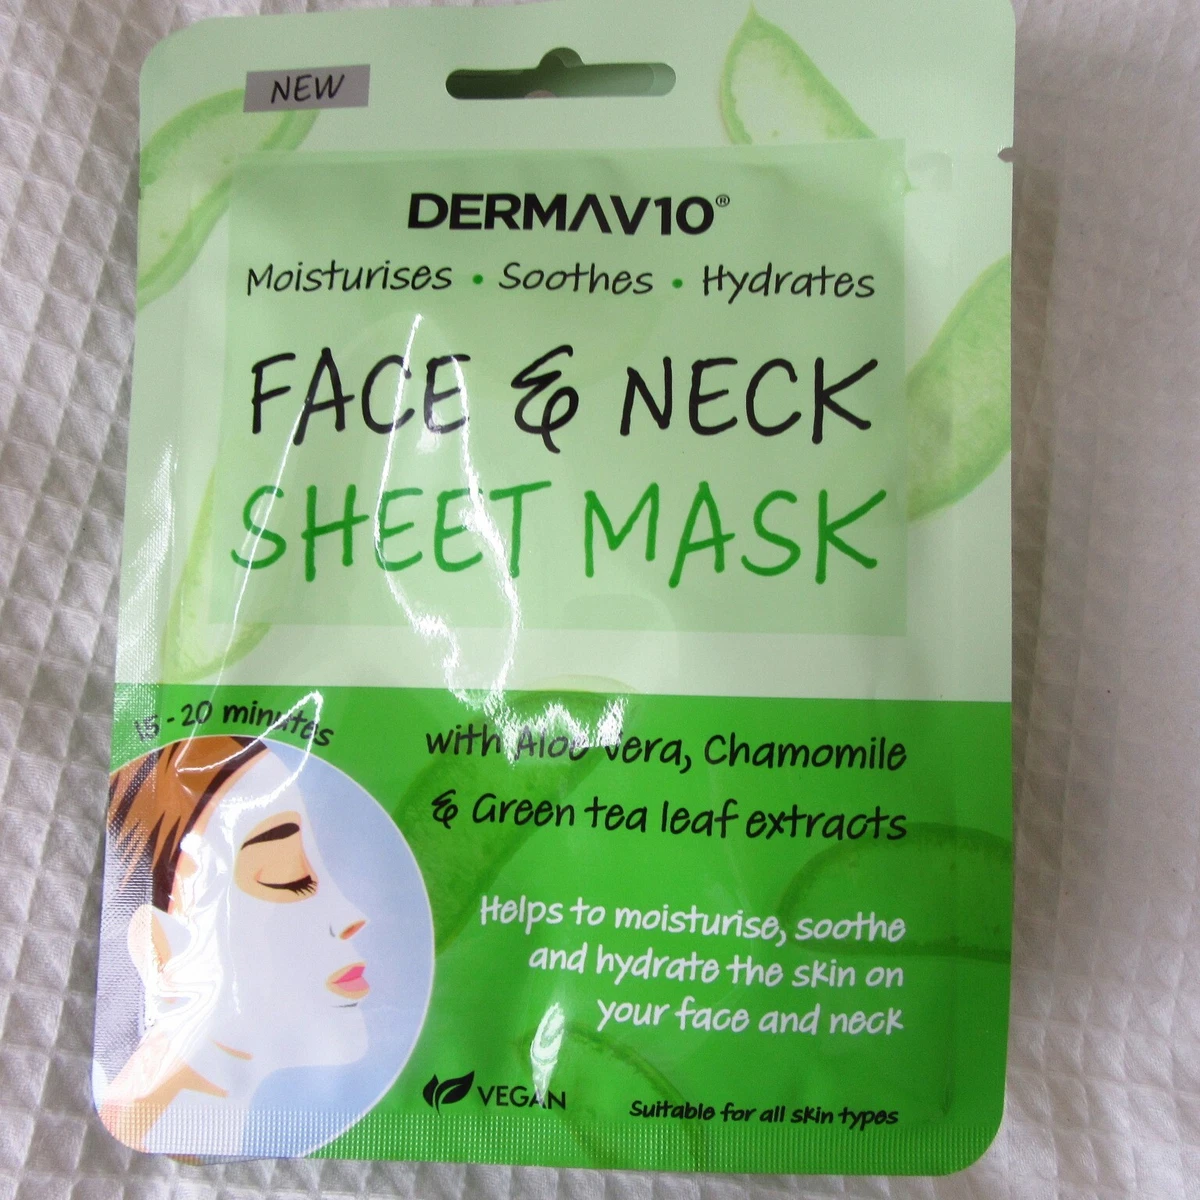 NEW
DERMAV10®
Moisturises • Soothes • Hydrates
FACE & NECK
SHEET MASK
15-20 minutes
with Aloe Vera, Chamomile
& Green tea leaf extracts
Helps to moisturise, soothe
and hydrate the skin on
your face and neck
VEGAN
Suitable for all skin types